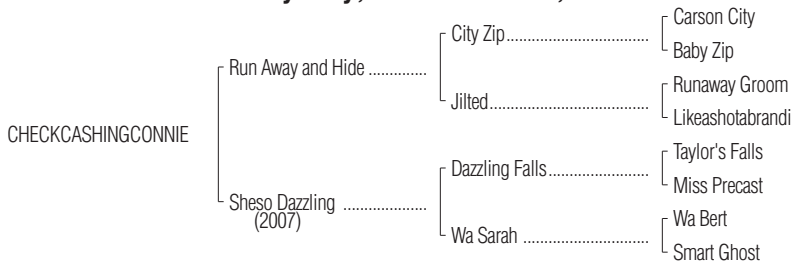 Carson City
City Zip
Baby Zip
Run Away and Hide
Runaway Groom
Jilted
Likeashotabrandi
CHECKCASHINGCONNIE
Taylor's Falls
Dazzling Falls
Miss Precast
Sheso Dazzling
(2007)
Wa Bert
Wa Sarah
Smart Ghost